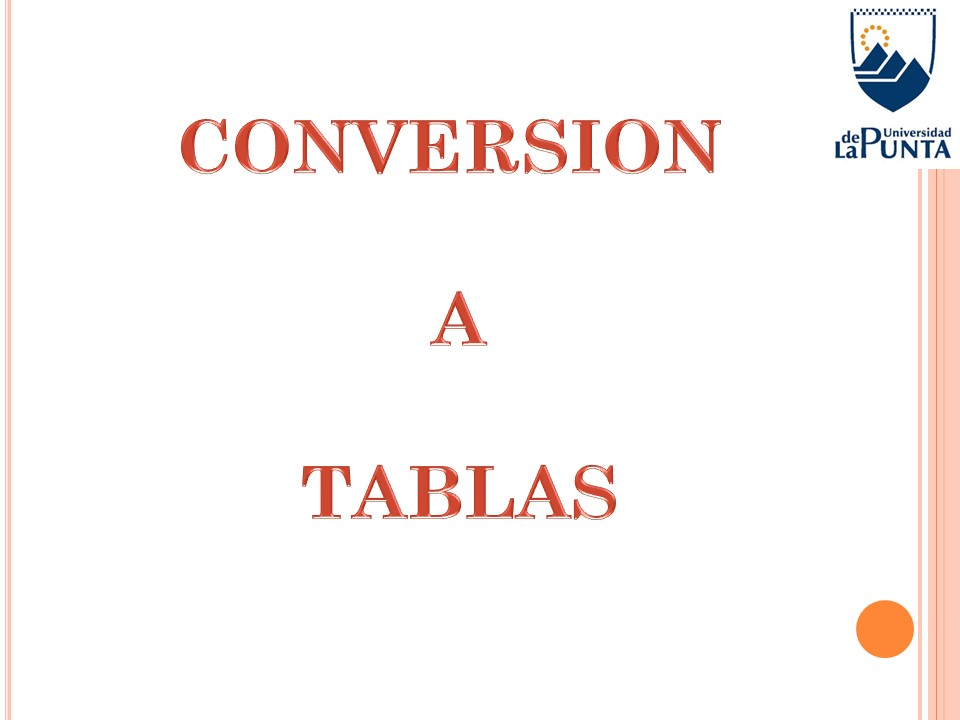 CONVERSION
A
TABLAS
Universidad
de La PUNTA